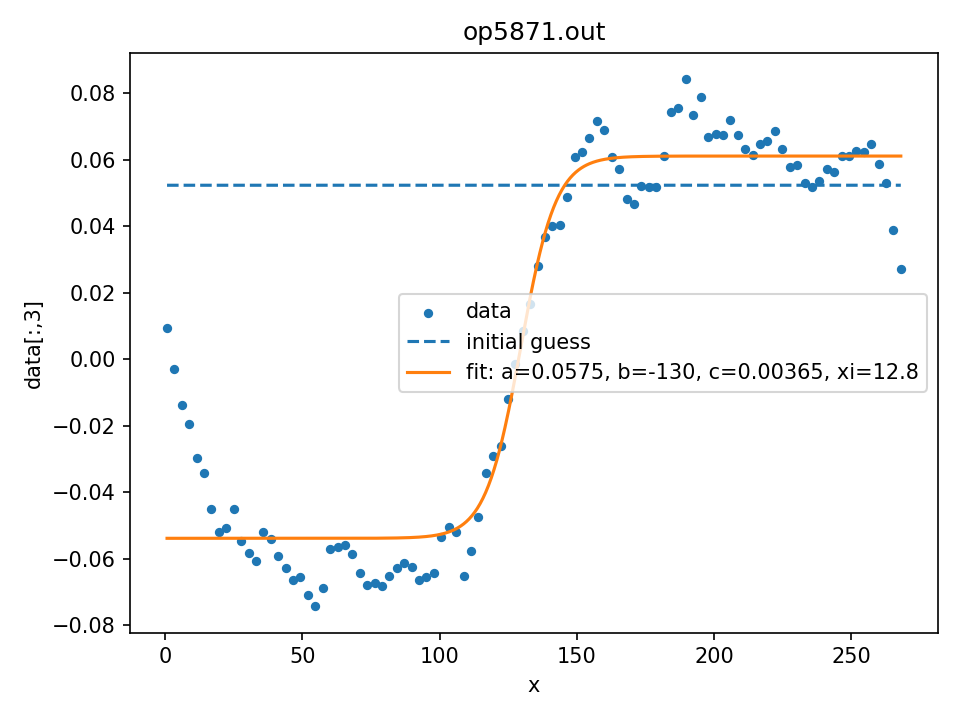 op5871.out
0.08
0.06
0.04
0.02
0.00
−0.02
−0.04
−0.06
−0.08
data[:,3]
data
initial guess
fit: a=0.0575, b=-130, c=0.00365, xi=12.8
0 50 100 150 200 250
x